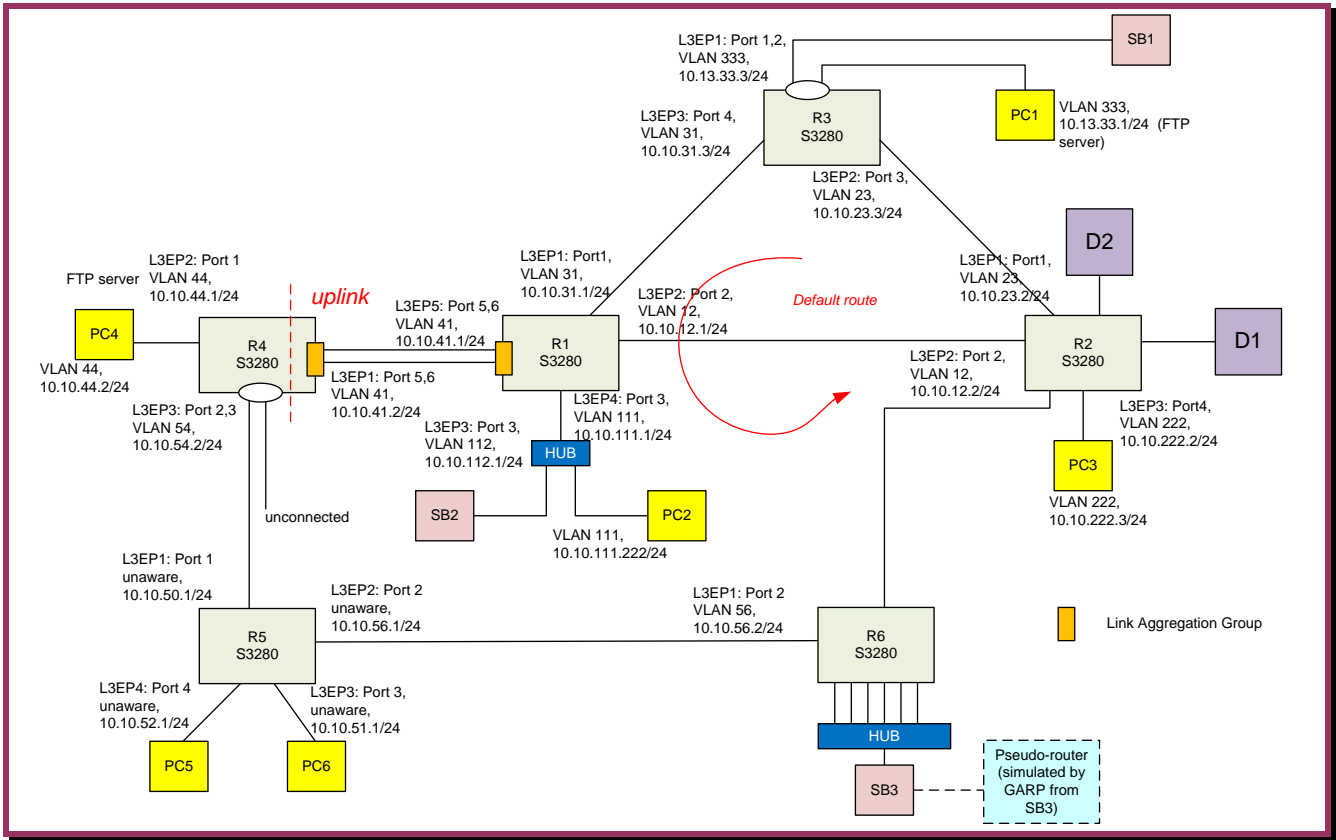 L3EP1: Port 1,2,
VLAN 333,
10.13.33.3/24
SB1
L3EP3: Port 4,
VLAN 31,
10.10.31.3/24
R3
S3280
PC1
VLAN 333,
10.13.33.1/24 (FTP
server)
L3EP2: Port 3,
VLAN 23,
10.10.23.3/24
D2
L3EP2: Port 1
VLAN 44,
10.10.44.1/24
FTP server
uplink
L3EP1: Port1,
VLAN 31,
10.10.31.1/24
L3EP1: Port1,
VLAN 23,
10.10.23.2/24
L3EP5: Port 5,6
VLAN 41,
10.10.41.1/24
L3EP2: Port 2,
VLAN 12,
10.10.12.1/24
Default route
PC4
R4
S3280
R1
S3280
R2
S3280
D1
VLAN 44,
10.10.44.2/24
L3EP1: Port 5,6
VLAN 41,
10.10.41.2/24
L3EP2: Port 2,
VLAN 12,
10.10.12.2/24
L3EP3: Port 2,3
VLAN 54,
10.10.54.2/24
L3EP4: Port 3,
VLAN 111,
10.10.111.1/24
L3EP3: Port 3,
VLAN 112,
10.10.112.1/24
HUB
L3EP3: Port4,
VLAN 222,
10.10.222.2/24
PC3
VLAN 222,
10.10.222.3/24
SB2
PC2
VLAN 111,
10.10.111.222/24
unconnected
L3EP1: Port 1
unaware,
10.10.50.1/24
L3EP2: Port 2
unaware,
10.10.56.1/24
L3EP1: Port 2
VLAN 56,
10.10.56.2/24
R5
S3280
R6
S3280
Link Aggregation Group
L3EP4: Port 4
unaware,
10.10.52.1/24
L3EP3: Port 3,
unaware,
10.10.51.1/24
HUB
PC5
PC6
SB3
Pseudo-router
(simulated by
GARP from
SB3)